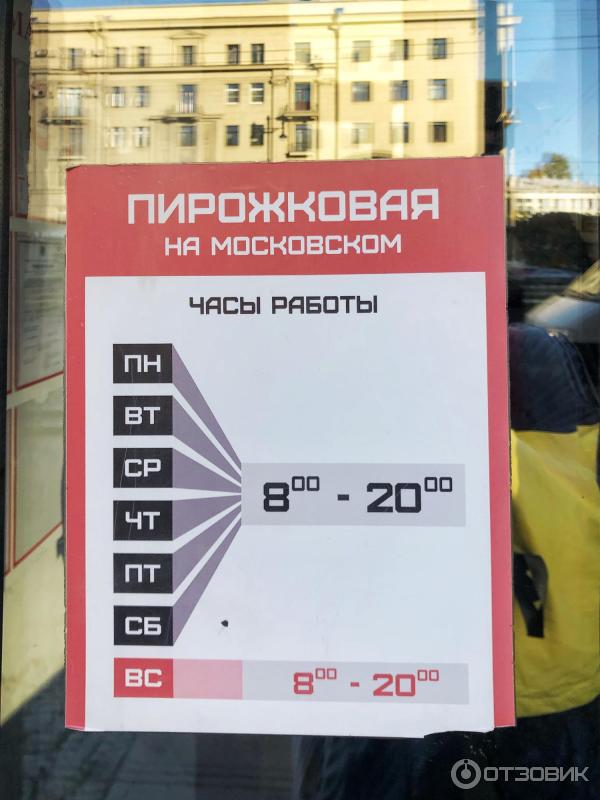 ПИРОЖКОВАЯ
НА МОСКОВСКОМ
ЧАСЫ РАБОТЫ
ПН
ВТ
СР
ЧТ
ПТ
СБ
8⁰⁰ - 20⁰⁰
ВС 8⁰⁰ - 20⁰⁰
ОТЗОВИК